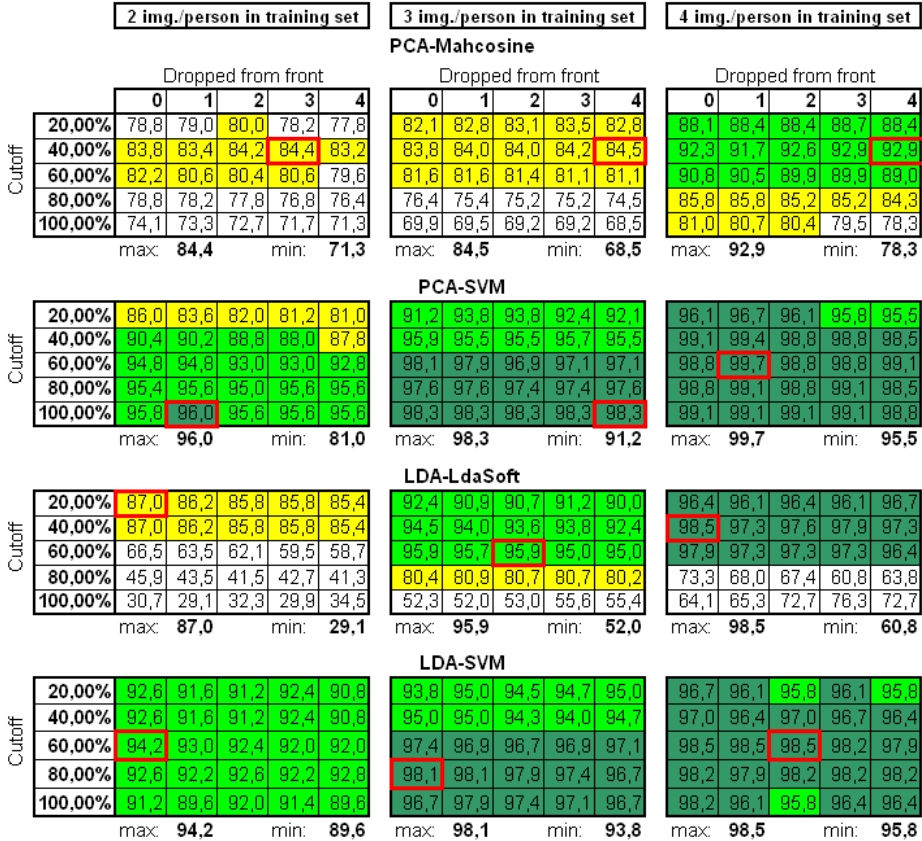 2 img./person in training set 3 img./person in training set 4 img./person in training set
PCA-Mahcosine
Dropped from front Dropped from front Dropped from front
0 1 2 3 4 0 1 2 3 4 0 1 2 3 4
Cutoff
20,00% 78,8 79,0 80,0 78,2 77,8 82,1 82,8 83,1 83,5 82,8 88,1 88,4 88,4 88,7 88,4
40,00% 83,8 83,4 84,2 84,4 83,2 83,8 84,0 84,0 84,2 84,5 92,3 91,7 92,6 92,9 92,9
60,00% 82,2 80,6 80,4 80,6 79,6 81,6 81,6 81,4 81,1 81,1 90,8 90,5 89,9 89,9 89,0
80,00% 78,8 78,2 77,8 76,8 76,4 76,4 75,4 75,2 75,2 74,5 85,8 85,8 85,2 85,2 84,3
100,00% 74,1 73,3 72,7 71,7 71,3 69,9 69,5 69,2 69,2 68,5 81,0 80,7 80,4 79,5 78,3
max: 84,4 min: 71,3 max: 84,5 min: 68,5 max: 92,9 min: 78,3
PCA-SVM
Cutoff
20,00% 86,0 83,6 82,0 81,2 81,0 91,2 93,8 93,8 92,4 92,1 96,1 96,7 96,1 95,8 95,5
40,00% 90,4 90,2 88,8 88,0 87,8 95,9 95,5 95,5 95,7 95,5 99,1 99,4 98,8 98,8 98,5
60,00% 94,8 94,8 93,0 93,0 92,8 98,1 97,9 96,9 97,1 97,1 98,8 99,7 98,8 98,8 99,1
80,00% 95,4 95,6 95,0 95,6 95,6 97,6 97,6 97,4 97,4 97,6 98,8 99,1 98,8 99,1 98,5
100,00% 95,8 96,0 95,6 95,6 95,6 98,3 98,3 98,3 98,3 98,3 99,1 99,1 99,1 99,1 98,8
max: 96,0 min: 81,0 max: 98,3 min: 91,2 max: 99,7 min: 95,5
LDA-LdaSoft
Cutoff
20,00% 87,0 86,2 85,8 85,8 85,4 92,4 90,9 90,7 91,2 90,0 96,4 96,1 96,4 96,1 96,7
40,00% 87,0 86,2 85,8 85,8 85,4 94,5 94,0 93,6 93,8 92,4 98,5 97,3 97,6 97,9 97,3
60,00% 66,5 63,5 62,1 59,5 58,7 95,9 95,7 95,9 95,0 95,0 97,9 97,3 97,3 97,3 96,4
80,00% 45,9 43,5 41,5 42,7 41,3 80,4 80,9 80,7 80,7 80,2 73,3 68,0 67,4 60,8 63,8
100,00% 30,7 29,1 32,3 29,9 34,5 52,3 52,0 53,0 55,6 55,4 64,1 65,3 72,7 76,3 72,7
max: 87,0 min: 29,1 max: 95,9 min: 52,0 max: 98,5 min: 60,8
LDA-SVM
Cutoff
20,00% 92,6 91,6 91,2 92,4 90,8 93,8 95,0 94,5 94,7 95,0 96,7 96,1 95,8 96,1 95,8
40,00% 92,6 91,6 91,2 92,4 90,8 95,0 95,0 94,3 94,0 94,7 97,0 96,4 97,0 96,7 96,4
60,00% 94,2 93,0 92,4 92,0 92,0 97,4 96,9 96,7 96,9 97,1 98,5 98,5 98,5 98,2 97,9
80,00% 92,6 92,2 92,6 92,2 92,8 98,1 98,1 97,9 97,4 96,7 98,2 97,9 98,2 98,2 98,2
100,00% 91,2 89,6 92,0 91,4 89,6 96,7 97,9 97,4 97,1 96,7 98,2 96,1 95,8 96,4 96,4
max: 94,2 min: 89,6 max: 98,1 min: 93,8 max: 98,5 min: 95,8